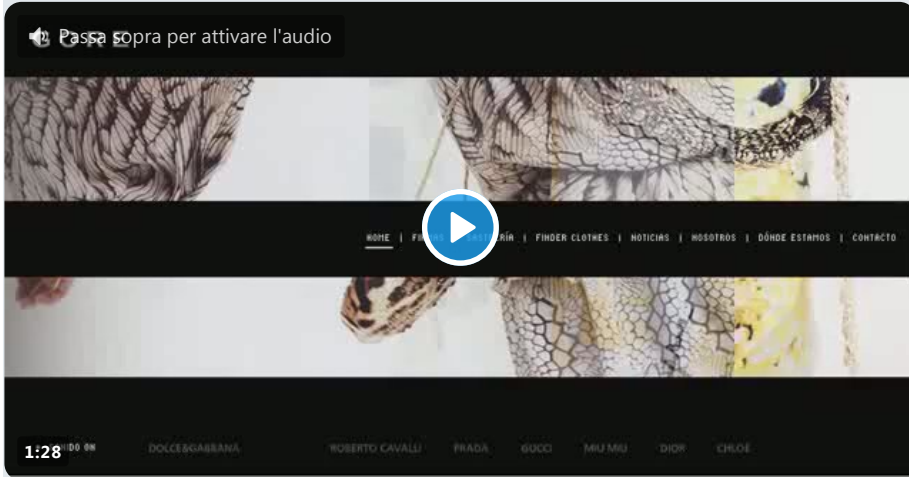 Passa sopra per attivare l'audio
HOME | | FINDER CLOTHES | NOTICIAS | NOSOTROS | DÓNDE ESTAMOS | CONTACTO
1:28 ON DOLCE&GABBANA ROBERTO CAVALLI PRADA GUCCI MIU MIU DIOR CHLOÉ